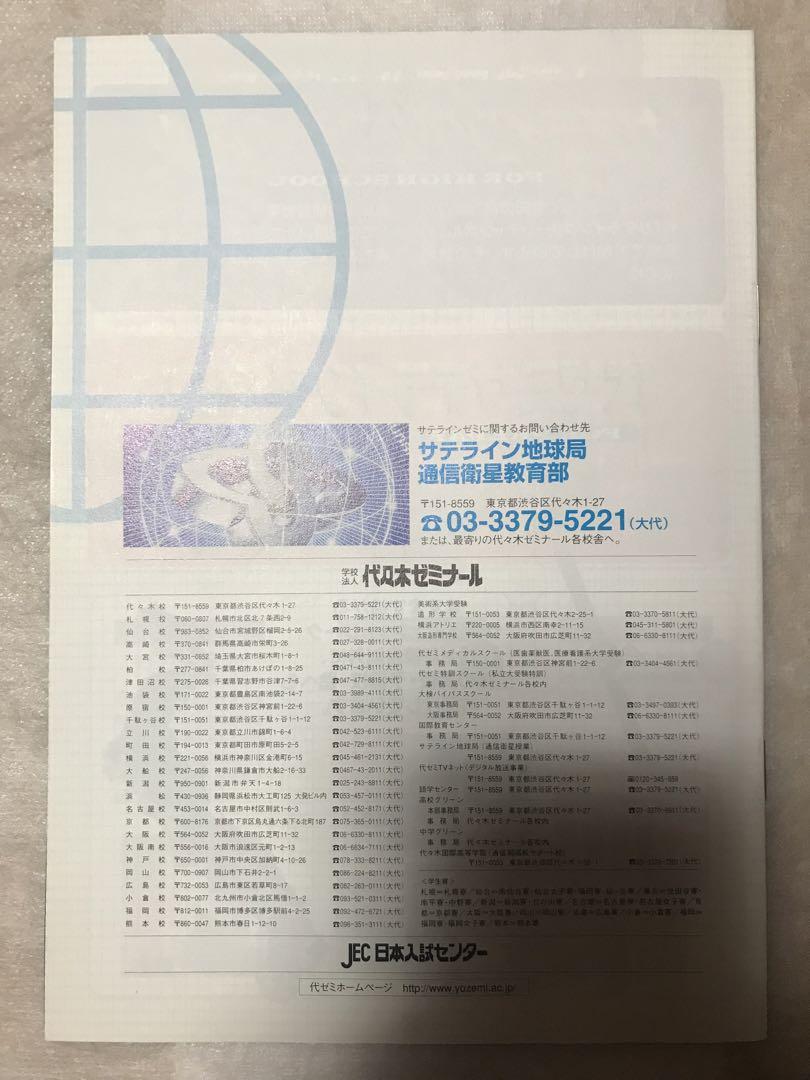 サテラインゼミに関するお問い合わせ先
サテライン地球局
通信衛星教育部
〒151-8559 東京都渋谷区代々木1-27
☎03-3379-5221(大代)
または、最寄りの代々木ゼミナール各校舎へ。
学校法人 代々木ゼミナール
代々木校 〒151-8559 東京都渋谷区代々木1-27 ☎03-3379-5221(大代)
札幌校 〒060-0807 札幌市北区北7条西2-9 ☎011-758-1212(大代)
仙台校 〒983-0852 仙台市宮城野区榴岡2-5-26 ☎022-291-8123(大代)
高崎校 〒370-0841 群馬県高崎市栄町3-26 ☎027-328-0011(大代)
大宮校 〒331-0852 埼玉県大宮市桜木町1-8-1 ☎048-644-9111(大代)
柏校 〒277-0841 千葉県柏市あけぼの1-8-25 ☎0471-43-8111(大代)
津田沼校 〒275-0026 千葉県習志野市谷津7-7-6 ☎047-477-8815(大代)
池袋校 〒171-0022 東京都豊島区南池袋2-14-7 ☎03-3989-4111(大代)
原宿校 〒150-0001 東京都渋谷区神宮前1-22-6 ☎03-3404-4561(大代)
千駄ヶ谷校 〒151-0051 東京都渋谷区千駄ヶ谷1-1-12 ☎03-3379-5221(大代)
立川校 〒190-0022 東京都立川市錦町1-6-4 ☎042-523-6111(大代)
町田校 〒194-0013 東京都町田市原町田5-2-5 ☎042-729-8111(大代)
横浜校 〒221-0056 横浜市神奈川区金港町6-15 ☎045-461-2131(大代)
大船校 〒247-0056 神奈川県鎌倉市大船2-16-33 ☎0467-43-2011(大代)
新潟校 〒950-0901 新潟市弁天1-4-18 ☎025-243-8811(大代)
浜松 〒430-0936 静岡県浜松市大工町125 大発ビル内 ☎053-457-0111(大代)
名古屋校 〒453-0014 名古屋市中村区則武1-6-3 ☎052-452-8171(大代)
京都校 〒600-8176 京都市下京区烏丸通六条下る北町187 ☎075-365-0011(大代)
大阪校 〒564-0052 大阪府吹田市広芝町11-32 ☎06-6330-8111(大代)
大阪南校 〒556-0016 大阪市浪速区元町1-2-13 ☎06-6634-7111(大代)
神戸校 〒650-0001 神戸市中央区加納町4-10-26 ☎078-333-8211(大代)
岡山校 〒700-0907 岡山市下石井2-2-1 ☎086-224-8211(大代)
広島校 〒732-0053 広島市東区若草町8-17 ☎082-263-0111(大代)
小倉校 〒802-0077 北九州市小倉北区馬借1-1-2 ☎093-521-0311(大代)
福岡校 〒812-0011 福岡市博多区博多駅前4-2-25 ☎092-472-6721(大代)
熊本校 〒860-0047 熊本市春日1-12-10 ☎096-351-3111(大代)
美術系大学受験
造形学校 〒151-0053 東京都渋谷区代々木2-25-1 ☎03-3370-5811(大代)
横浜アトリエ 〒220-0005 横浜市西区南幸2-11-15 ☎045-311-5801(大代)
大阪造形専門学校 〒564-0052 大阪府吹田市広芝町11-32 ☎06-6330-8111(大代)
代ゼミメディカルスクール(医歯薬獣医、医療看護系大学受験)
事務局 〒150-0001 東京都渋谷区神宮前1-22-6 ☎03-3404-4561(大代)
代ゼミ特訓スクール(私立大受験特訓)
事務局 代々木ゼミナール各校内
大検バイパススクール
東京事務局 〒151-0051 東京都渋谷区千駄ヶ谷1-1-12 ☎03-3497-0393(大代)
大阪事務局 〒564-0052 大阪府吹田市広芝町11-32 ☎06-6330-8111(大代)
国際教育センター
事務局 〒151-0051 東京都渋谷区千駄ヶ谷1-1-12 ☎03-3379-5221(大代)
サテライン地球局(通信衛星授業)
〒151-8559 東京都渋谷区代々木1-27 ☎03-3379-5221(大代)
代ゼミTVネット(デジタル放送事業)
〒151-8559 東京都渋谷区代々木1-27 0120-345-
語学センター 〒151-8559 東京都渋谷区代々木1-27 ☎03-3379-5221(大代)
高校グリーン
本部事務局 〒151-8559 東京都渋谷区代々木1-27
事務局 代々木ゼミナール各校内
中学グリーン
事務局 代々木ゼミナール各校内
代々木国際高等学院(通信制高校サポート校)
〒151-0053 東京都渋谷区代々木
〈学生寮〉
JEC 日本入試センター
代ゼミホームページ http://www.yozemi.ac.jp/